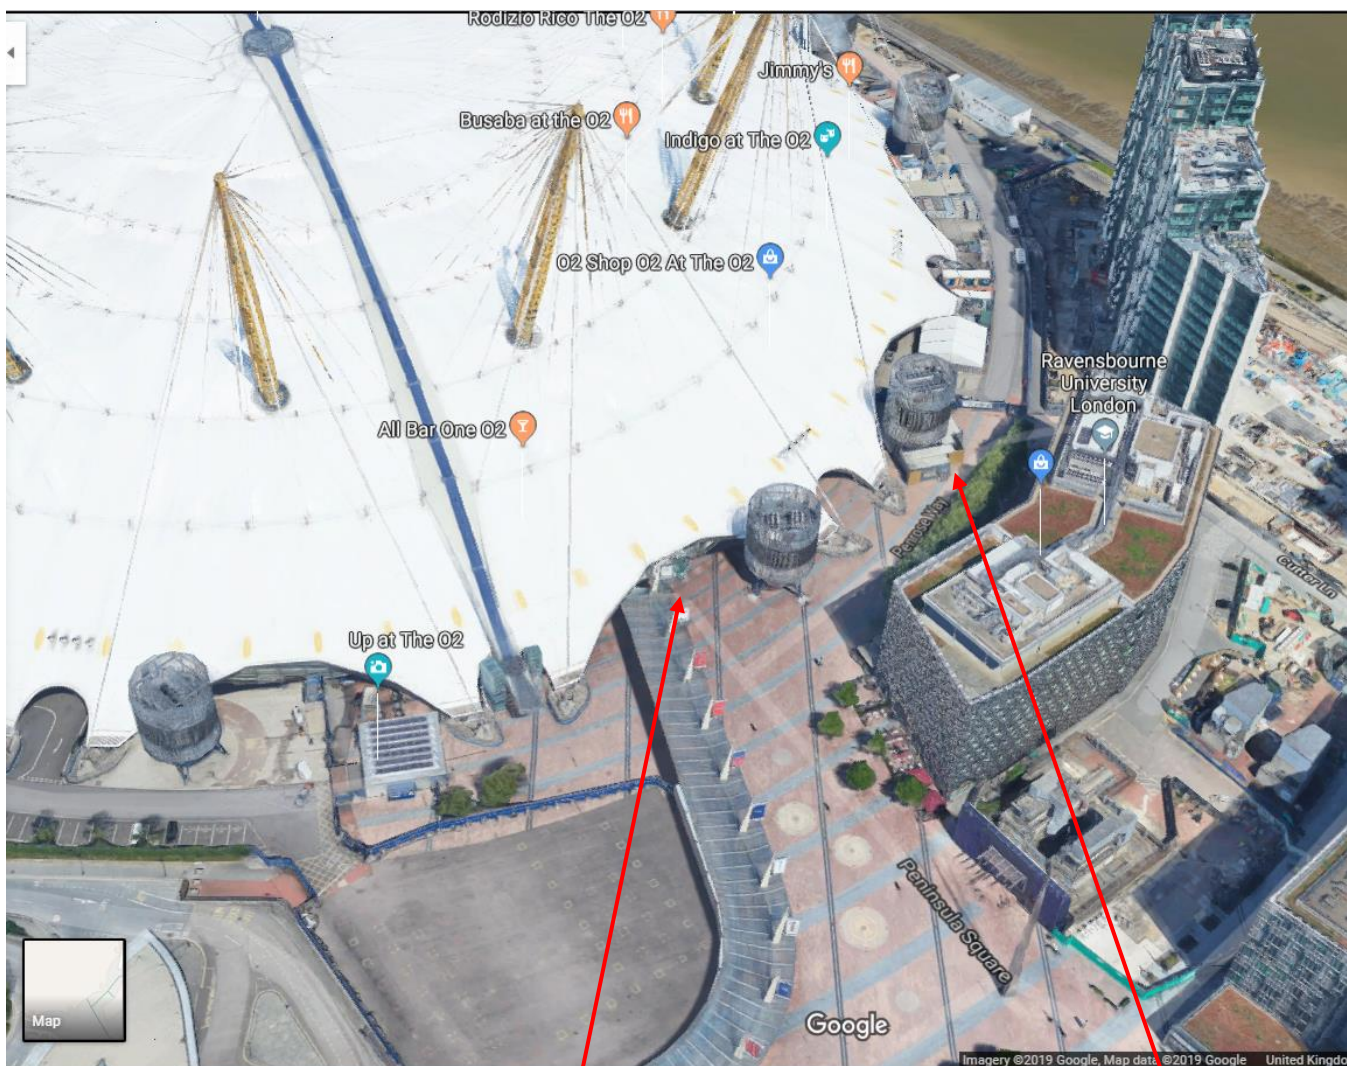 Rodizio Rico The O2
Jimmy's
Busaba at the O2
Indigo at The O2
O2 Shop O2 At The O2
Ravensbourne
University
London
All Bar One O2
Penrose Way
Cutter Ln
Up at The O2
Peninsula Square
Map
Google
Imagery ©2019 Google, Map data ©2019 Google United Kingdo